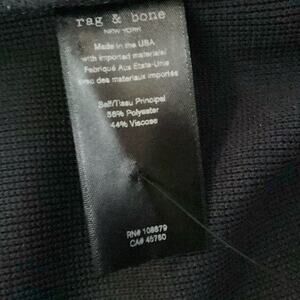 rag & bone
NEW YORK
Made in the USA
with imported materials/
Fabriqué Aux Etats-Unis
avec des materiaux importés
Self/Tissu Principal
56% Polyester
44% Viscose
RN# 108679
CA# 45760